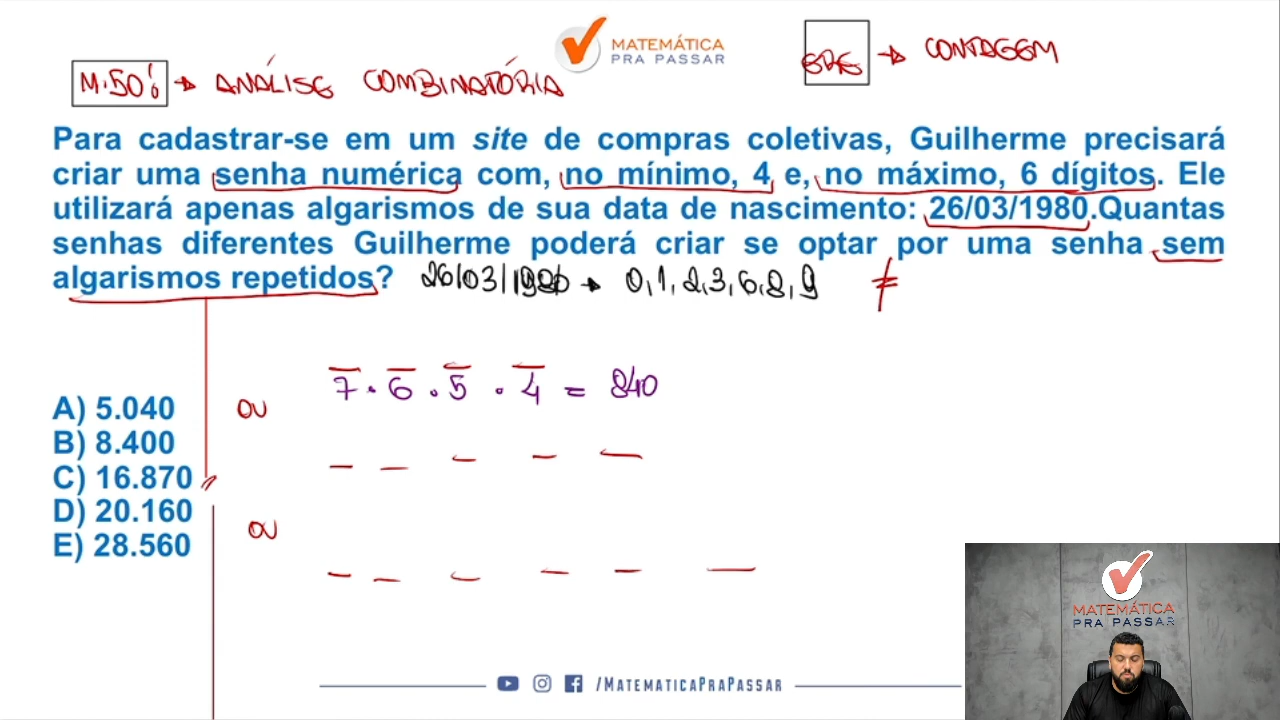 MATEMÁTICA
PRA PASSAR
M.50% → ANÁLISE COMBINATÓRIA
→ CONTAGEM
Para cadastrar-se em um site de compras coletivas, Guilherme precisará
criar uma senha numérica com, no mínimo, 4 e, no máximo, 6 dígitos. Ele
utilizará apenas algarismos de sua data de nascimento: 26/03/1980.Quantas
senhas diferentes Guilherme poderá criar se optar por uma senha sem
algarismos repetidos? 26/03/1980 → 0,1,2,3,6,8,9 ≠
7 . 6 . 5 . 4 = 840
A) 5.040
OU
B) 8.400
C) 16.870
D) 20.160
OU
E) 28.560
MATEMÁTICA
PRA PASSAR
/MATEMATICAPRAPASSAR